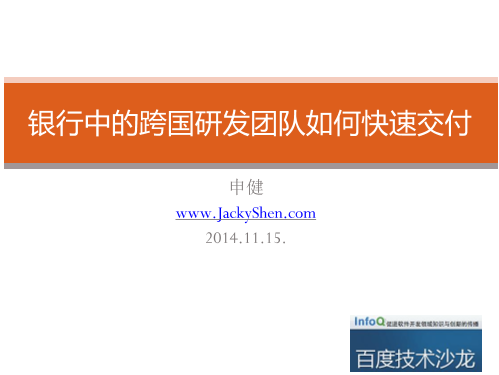 银行中的跨国研发团队如何快速交付
申健
www.JackyShen.com
2014.11.15.
InfoQ 促进软件开发领域知识与创新的传播
百度技术沙龙